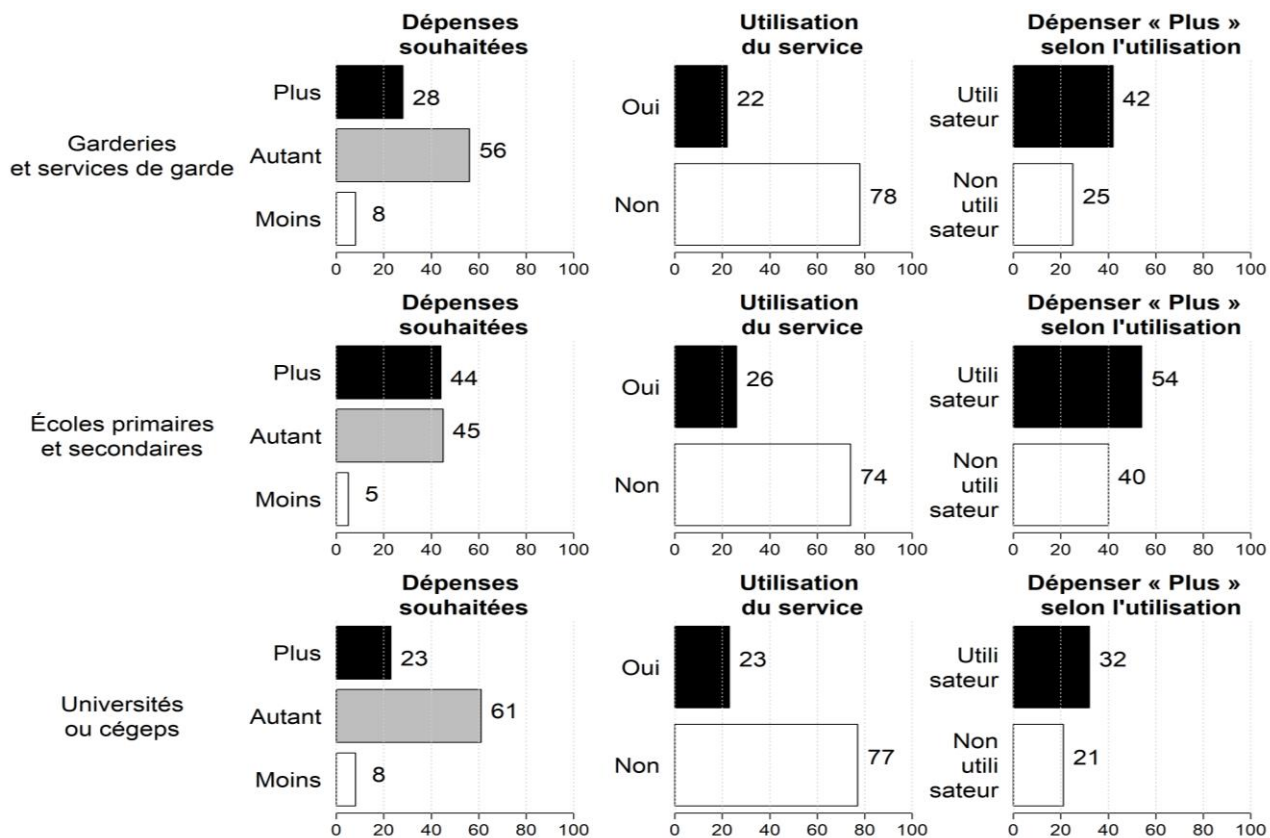 Dépenses
souhaitées
Utilisation
du service
Dépenser « Plus »
selon l'utilisation
Garderies
et services de garde
Plus
28
Autant
56
Moins
8
0 20 40 60 80 100
Oui
22
Non
78
0 20 40 60 80 100
Utili
sateur
42
Non
utili
sateur
25
0 20 40 60 80 100
Dépenses
souhaitées
Utilisation
du service
Dépenser « Plus »
selon l'utilisation
Écoles primaires
et secondaires
Plus
44
Autant
45
Moins
5
0 20 40 60 80 100
Oui
26
Non
74
0 20 40 60 80 100
Utili
sateur
54
Non
utili
sateur
40
0 20 40 60 80 100
Dépenses
souhaitées
Utilisation
du service
Dépenser « Plus »
selon l'utilisation
Universités
ou cégeps
Plus
23
Autant
61
Moins
8
0 20 40 60 80 100
Oui
23
Non
77
0 20 40 60 80 100
Utili
sateur
32
Non
utili
sateur
21
0 20 40 60 80 100